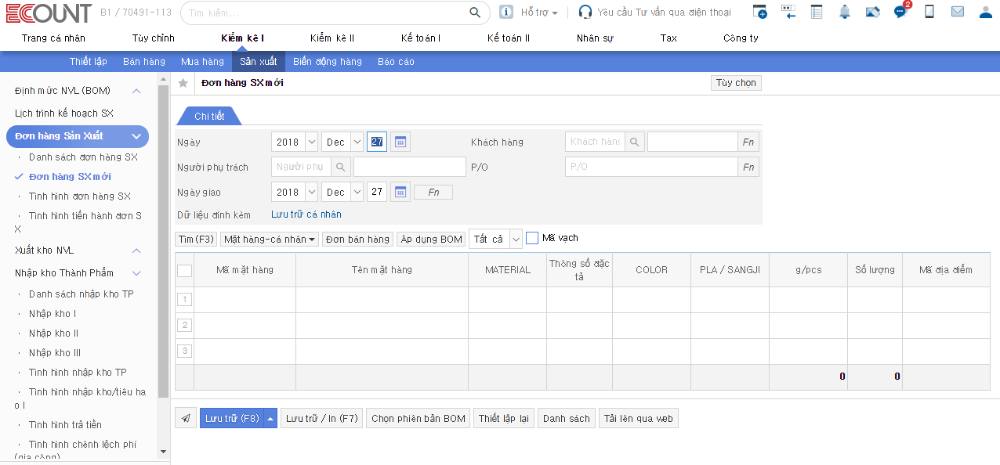 ECOUNT B1 / 70491-113 Tìm kiếm... Hỗ trợ Yêu cầu Tư vấn qua điện thoại 2
Trang cá nhân Tùy chỉnh Kiểm kê I Kiểm kê II Kế toán I Kế toán II Nhân sự Tax Công ty
Thiết lập Bán hàng Mua hàng Sản xuất Biến động hàng Báo cáo
Định mức NVL (BOM)
Lịch trình kế hoạch SX
Đơn hàng Sản Xuất
· Danh sách đơn hàng SX
Đơn hàng SX mới
· Tình hình đơn hàng SX
· Tình hình tiến hành đơn S
X
Xuất kho NVL
Nhập kho Thành Phẩm
· Danh sách nhập kho TP
· Nhập kho I
· Nhập kho II
· Nhập kho III
· Tình hình nhập kho TP
· Tình hình nhập kho/tiêu ha
o I
· Tình hình trả tiền
· Tình hình chênh lệch phí
(gia công)
Đơn hàng SX mới Tùy chọn
Chi tiết
Ngày 2018 Dec 27 Khách hàng Khách hàng Fn
Người phụ trách Người phụ P/O P/O Fn
Ngày giao 2018 Dec 27 Fn
Dữ liệu đính kèm Lưu trữ cá nhân
Tìm (F3) Mặt hàng-cá nhân Đơn bán hàng Áp dụng BOM Tất cả Mã vạch
Mã mặt hàng Tên mặt hàng MATERIAL Thông số đặc tả COLOR PLA / SANGJI g/pcs Số lượng Mã địa điểm
1
2
3
0 0
Lưu trữ (F8) Lưu trữ / In (F7) Chọn phiên bản BOM Thiết lập lại Danh sách Tải lên qua web